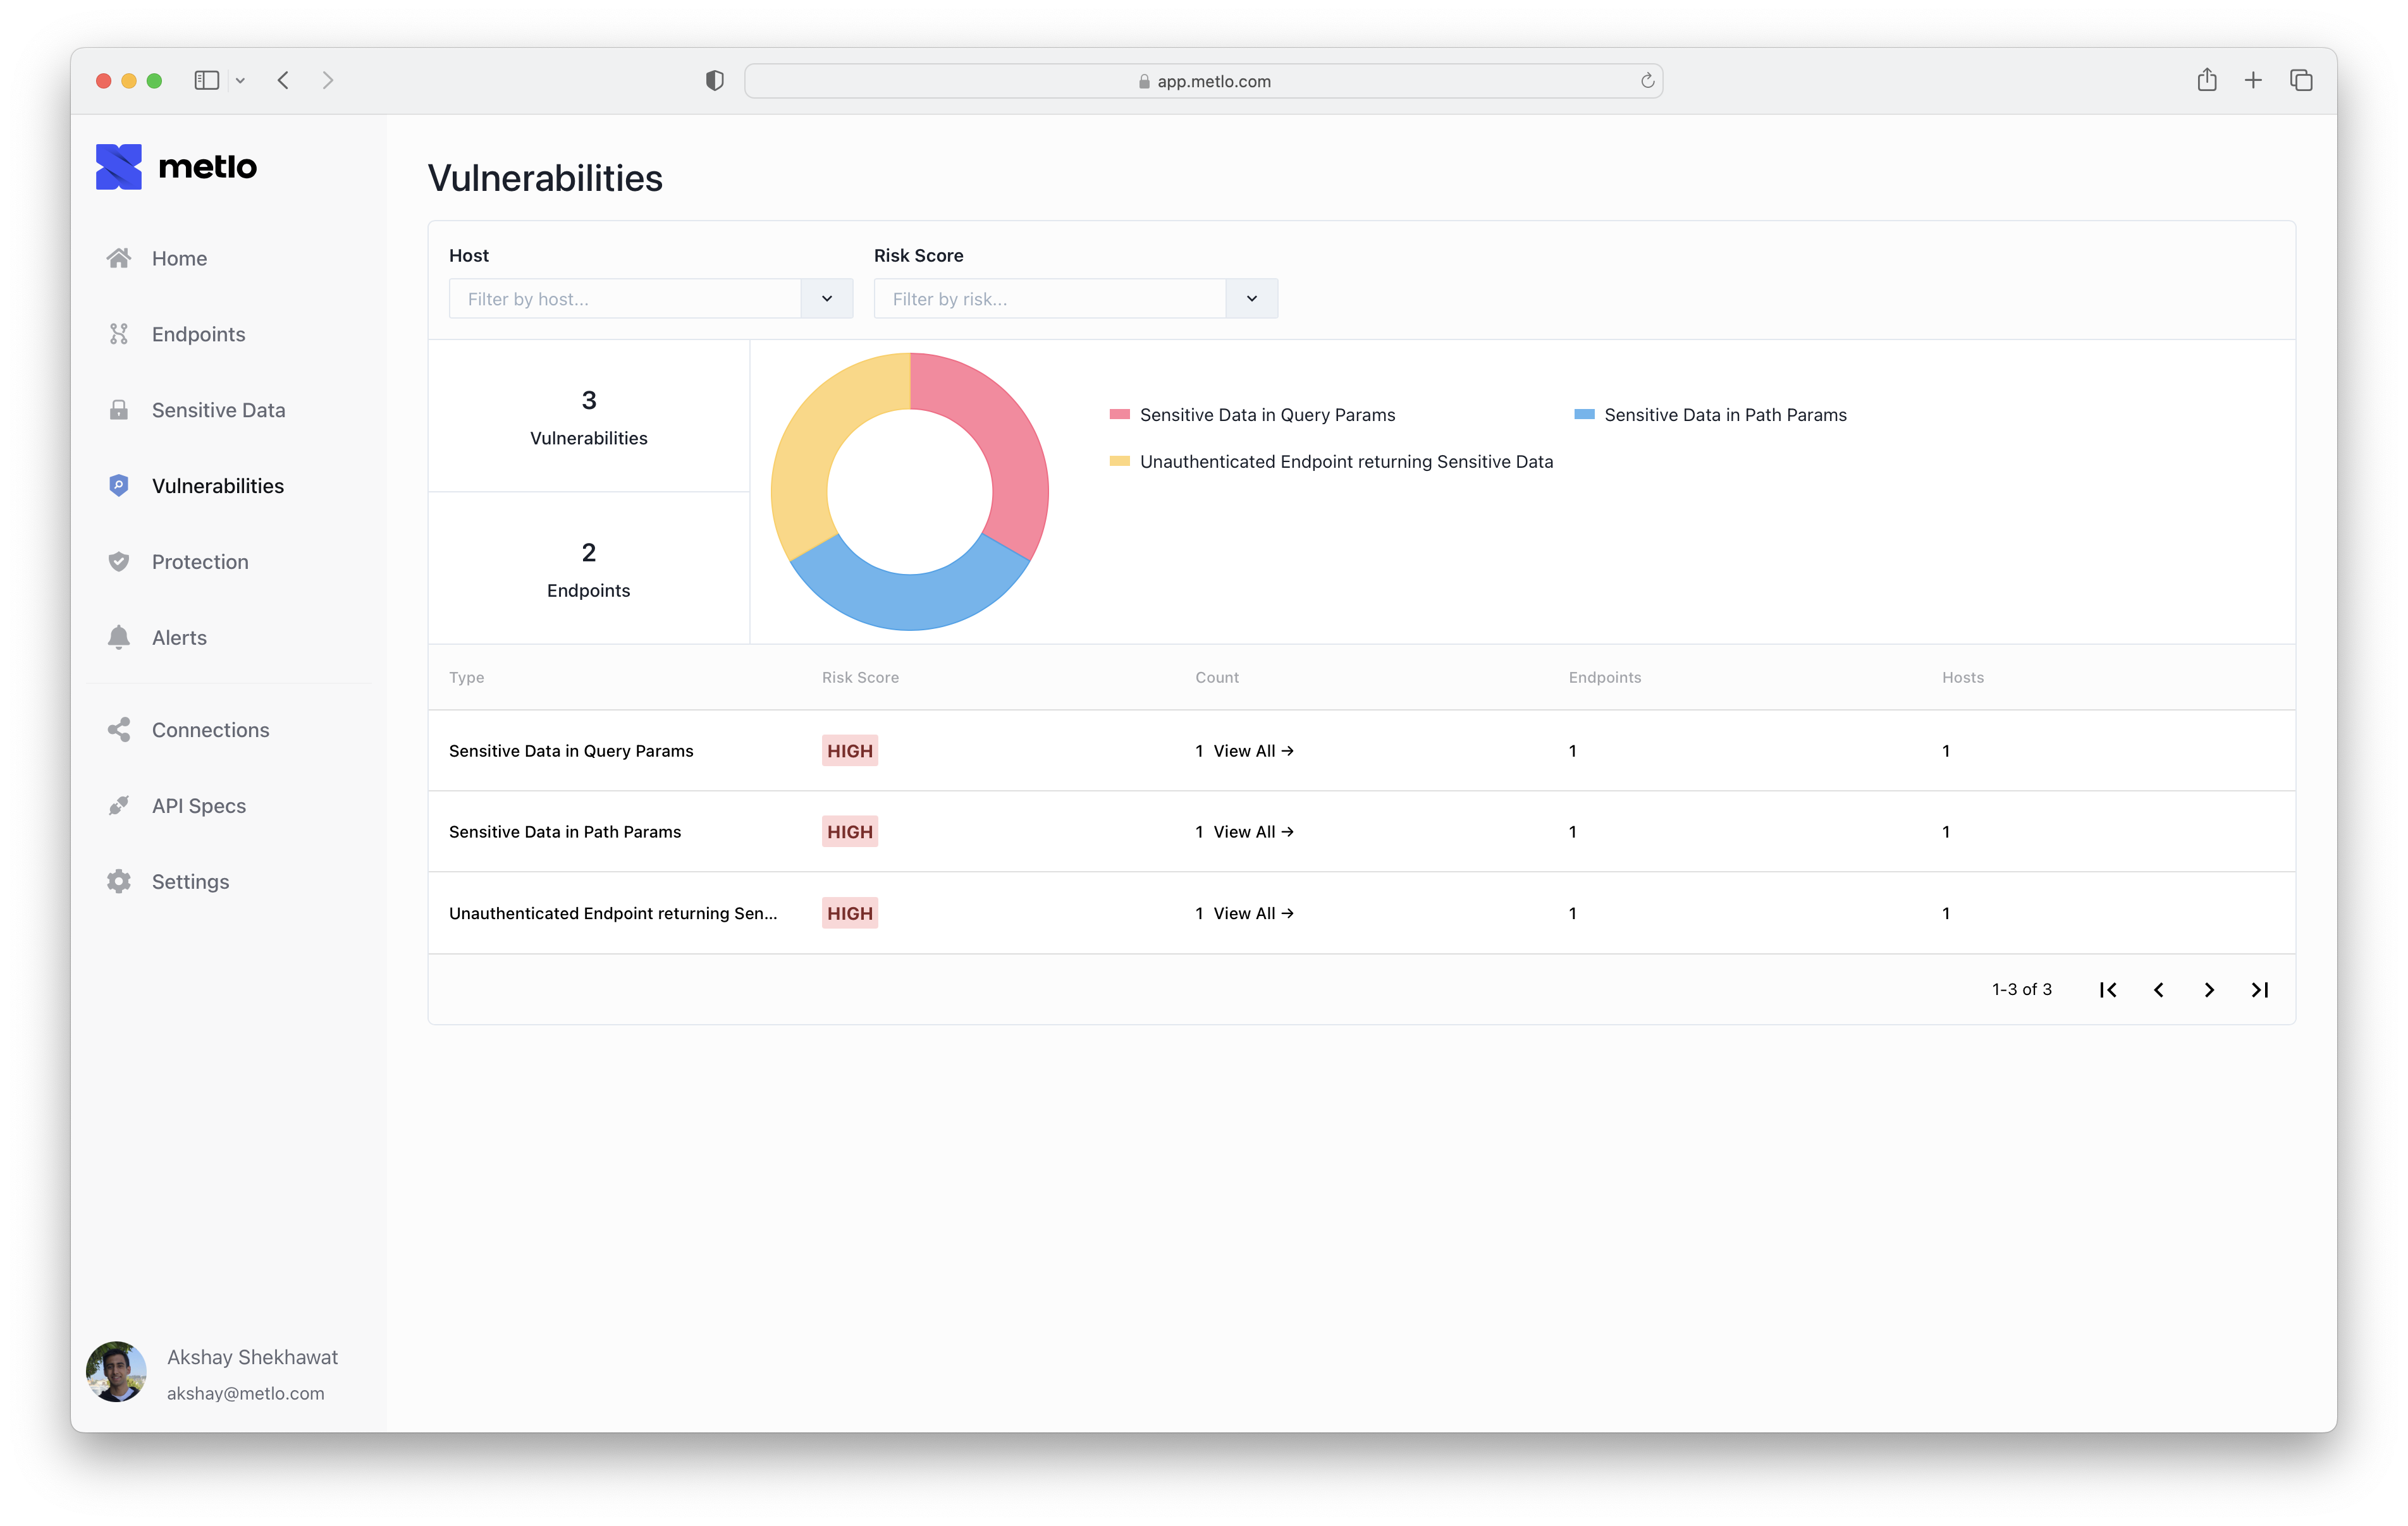 app.metlo.com
metlo
Home
Endpoints
Sensitive Data
Vulnerabilities
Protection
Alerts
Connections
API Specs
Settings
Akshay Shekhawat
akshay@metlo.com
Vulnerabilities
Host Risk Score
Filter by host... Filter by risk...
3
Vulnerabilities
2
Endpoints
Sensitive Data in Query Params Sensitive Data in Path Params
Unauthenticated Endpoint returning Sensitive Data
Type Risk Score Count Endpoints Hosts
Sensitive Data in Query Params HIGH 1 View All → 1 1
Sensitive Data in Path Params HIGH 1 View All → 1 1
Unauthenticated Endpoint returning Sen... HIGH 1 View All → 1 1
1-3 of 3